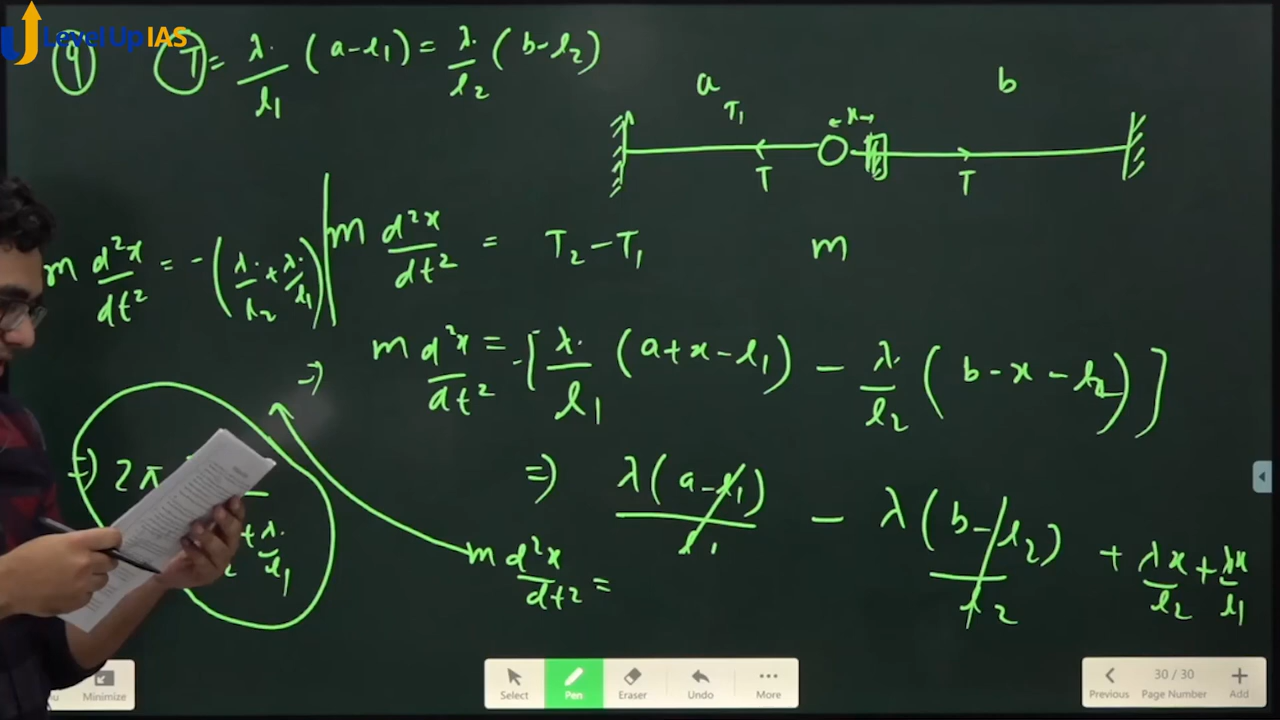 Level Up IAS
9 T = λ/l₁ (a-l₁) = λ/l₂ (b-l₂)
a b
T₁ x
T T
m d²x/dt² = -(λ/l₂ + λ/l₁)
m d²x/dt² = T₂ - T₁ m
⇒ m d²x/dt² = -[λ/l₁ (a+x-l₁) - λ/l₂ (b-x-l₂)]
⇒ λ(a-l₁)/l₁ - λ(b-l₂)/l₂ + λx/l₂ + λx/l₁
m d²x/dt² =
⇒ 2π
+ λ/l₁
Minimize
Select Pen Eraser Undo More
30 / 30
Previous Page Number Add